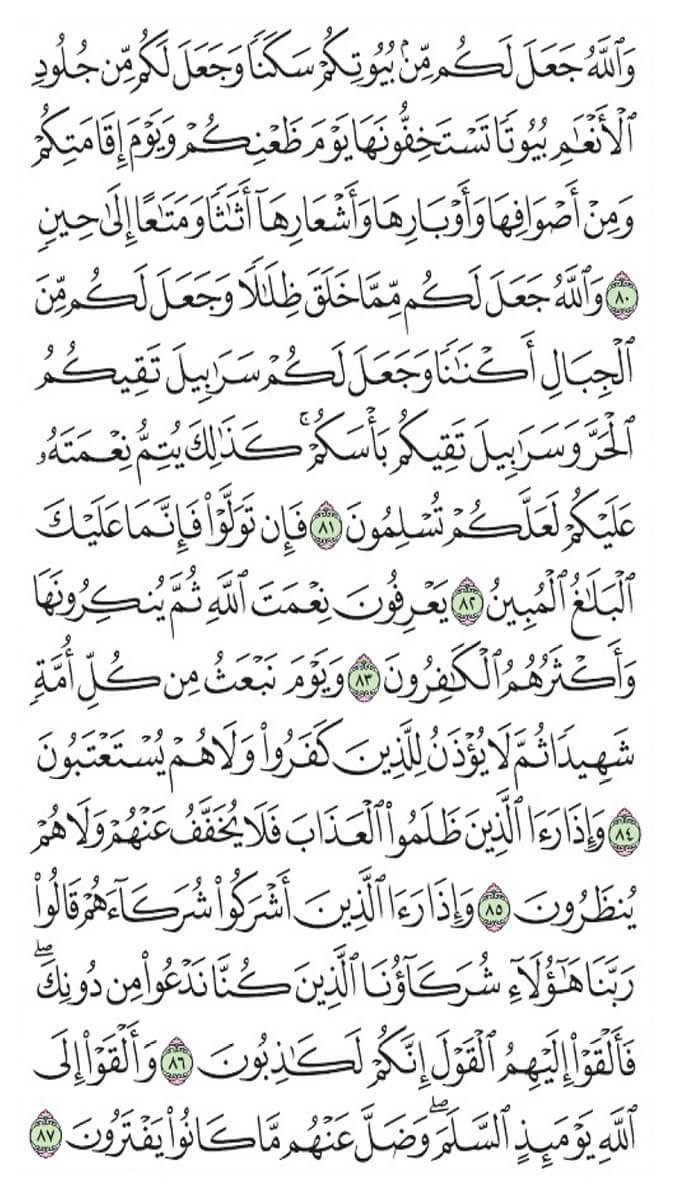 وَٱللَّهُ جَعَلَ لَكُم مِّنۢ بُيُوتِكُمْ سَكَنًا وَجَعَلَ لَكُم مِّن جُلُودِ
ٱلْأَنْعَٰمِ بُيُوتًا تَسْتَخِفُّونَهَا يَوْمَ ظَعْنِكُمْ وَيَوْمَ إِقَامَتِكُمْ
وَمِنْ أَصْوَافِهَا وَأَوْبَارِهَا وَأَشْعَارِهَآ أَثَٰثًا وَمَتَٰعًا إِلَىٰ حِينٍ
٨٠ وَٱللَّهُ جَعَلَ لَكُم مِّمَّا خَلَقَ ظِلَٰلًا وَجَعَلَ لَكُم مِّنَ
ٱلْجِبَالِ أَكْنَٰنًا وَجَعَلَ لَكُمْ سَرَٰبِيلَ تَقِيكُمُ
ٱلْحَرَّ وَسَرَٰبِيلَ تَقِيكُم بَأْسَكُمْ ۚ كَذَٰلِكَ يُتِمُّ نِعْمَتَهُۥ
عَلَيْكُمْ لَعَلَّكُمْ تُسْلِمُونَ ٨١ فَإِن تَوَلَّوْا۟ فَإِنَّمَا عَلَيْكَ
ٱلْبَلَٰغُ ٱلْمُبِينُ ٨٢ يَعْرِفُونَ نِعْمَتَ ٱللَّهِ ثُمَّ يُنكِرُونَهَا
وَأَكْثَرُهُمُ ٱلْكَٰفِرُونَ ٨٣ وَيَوْمَ نَبْعَثُ مِن كُلِّ أُمَّةٍ
شَهِيدًا ثُمَّ لَا يُؤْذَنُ لِلَّذِينَ كَفَرُوا۟ وَلَا هُمْ يُسْتَعْتَبُونَ
٨٤ وَإِذَا رَءَا ٱلَّذِينَ ظَلَمُوا۟ ٱلْعَذَابَ فَلَا يُخَفَّفُ عَنْهُمْ وَلَا هُمْ
يُنظَرُونَ ٨٥ وَإِذَا رَءَا ٱلَّذِينَ أَشْرَكُوا۟ شُرَكَآءَهُمْ قَالُوا۟
رَبَّنَا هَٰٓؤُلَآءِ شُرَكَآؤُنَا ٱلَّذِينَ كُنَّا نَدْعُوا۟ مِن دُونِكَ ۖ
فَأَلْقَوْا۟ إِلَيْهِمُ ٱلْقَوْلَ إِنَّكُمْ لَكَٰذِبُونَ ٨٦ وَأَلْقَوْا۟ إِلَى
ٱللَّهِ يَوْمَئِذٍ ٱلسَّلَمَ ۖ وَضَلَّ عَنْهُم مَّا كَانُوا۟ يَفْتَرُونَ ٨٧